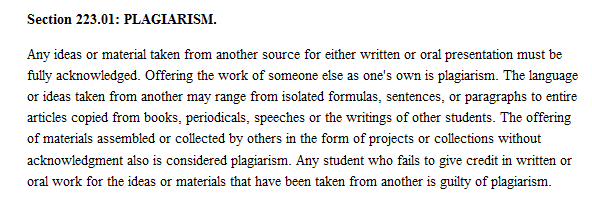 Section 223.01: PLAGIARISM.
Any ideas or material taken from another source for either written or oral presentation must be
fully acknowledged. Offering the work of someone else as one's own is plagiarism. The language
or ideas taken from another may range from isolated formulas, sentences, or paragraphs to entire
articles copied from books, periodicals, speeches or the writings of other students. The offering
of materials assembled or collected by others in the form of projects or collections without
acknowledgment also is considered plagiarism. Any student who fails to give credit in written or
oral work for the ideas or materials that have been taken from another is guilty of plagiarism.